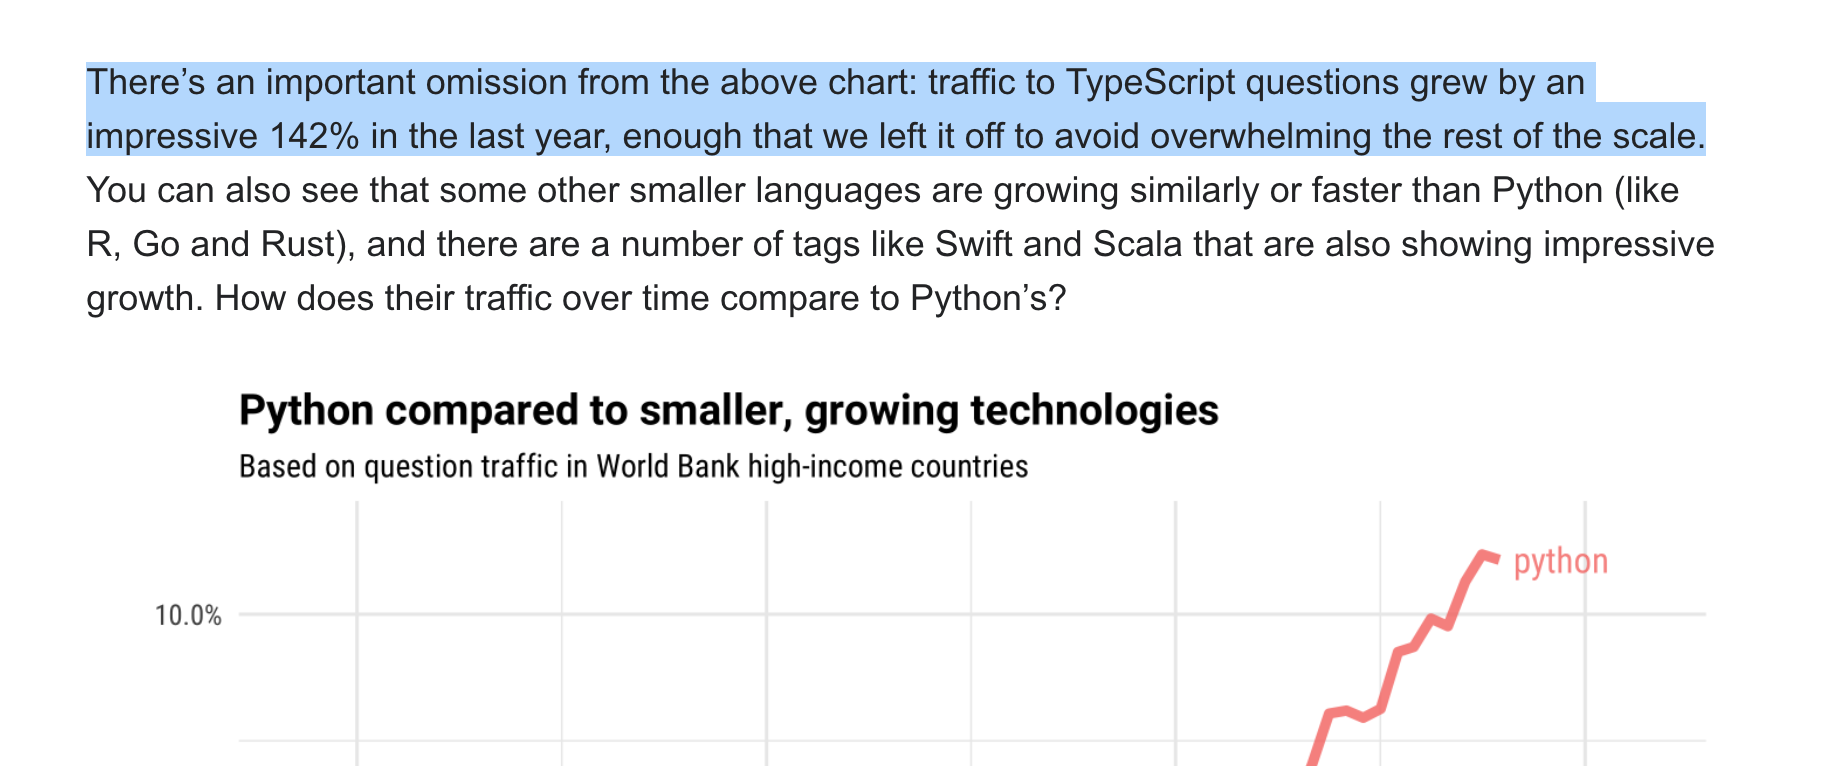 There’s an important omission from the above chart: traffic to TypeScript questions grew by an
impressive 142% in the last year, enough that we left it off to avoid overwhelming the rest of the scale.
You can also see that some other smaller languages are growing similarly or faster than Python (like
R, Go and Rust), and there are a number of tags like Swift and Scala that are also showing impressive
growth. How does their traffic over time compare to Python’s?
Python compared to smaller, growing technologies
Based on question traffic in World Bank high-income countries
python
10.0%